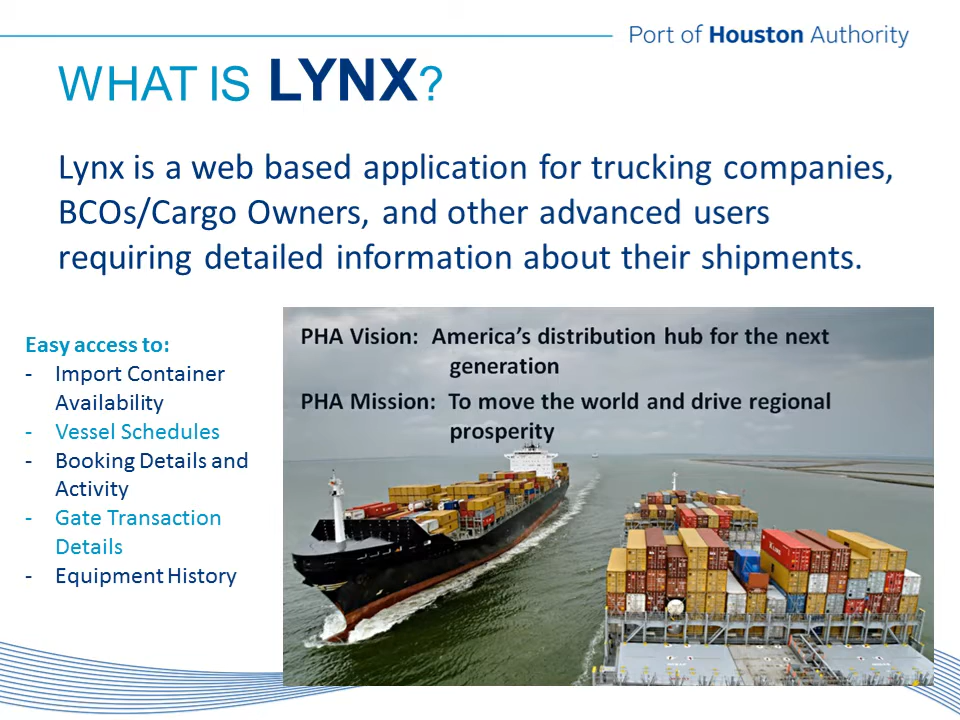 Port of Houston Authority
WHAT IS LYNX?
Lynx is a web based application for trucking companies,
BCOs/Cargo Owners, and other advanced users
requiring detailed information about their shipments.
Easy access to:
- Import Container
Availability
- Vessel Schedules
- Booking Details and
Activity
- Gate Transaction
Details
- Equipment History
PHA Vision: America's distribution hub for the next
generation
PHA Mission: To move the world and drive regional
prosperity